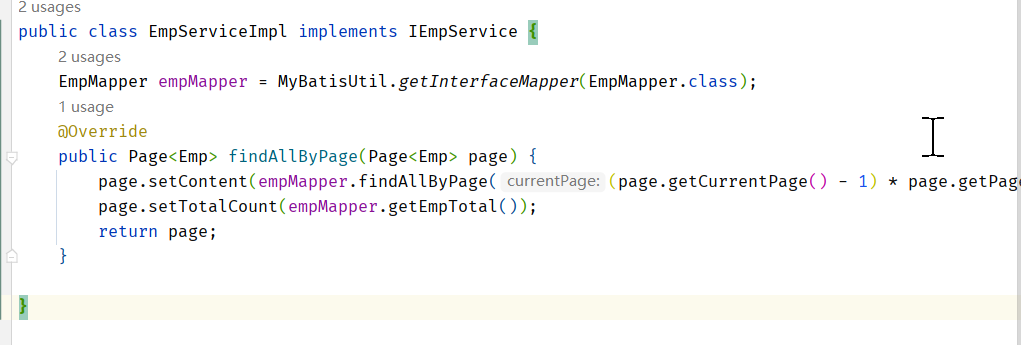 2 usages
public class EmpServiceImpl implements IEmpService {
2 usages
EmpMapper empMapper = MyBatisUtil.getInterfaceMapper(EmpMapper.class);
1 usage
@Override
public Page<Emp> findAllByPage(Page<Emp> page) {
page.setContent(empMapper.findAllByPage( currentPage: (page.getCurrentPage() - 1) * page.getPag
page.setTotalCount(empMapper.getEmpTotal());
return page;
}
}